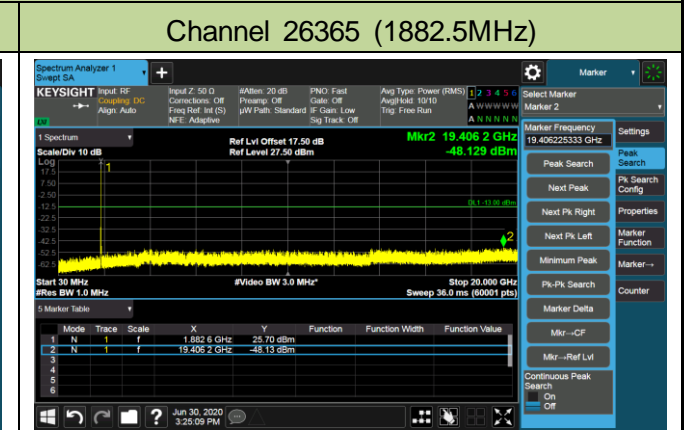 Channel 26365 (1882.5MHz)
Spectrum Analyzer 1
Swept SA
Marker
KEYSIGHT
Input: RF
Coupling: DC
Align: Auto
Input Z: 50 Ω
Corrections: Off
Freq Ref: Int (S)
NFE: Adaptive
#Atten: 20 dB
Preamp: Off
µW Path: Standard
PNO: Fast
Gate: Off
IF Gain: Low
Sig Track: Off
Avg Type: Power (RMS)
Avg|Hold: 10/10
Trig: Free Run
1 2 3 4 5 6
A W W W W W
A N N N N N
LV
Select Marker
Marker 2
1 Spectrum
Scale/Div 10 dB
Ref Lvl Offset 17.50 dB
Ref Level 27.50 dBm
Mkr2 19.406 2 GHz
-48.129 dBm
Log
17.5
7.50
-2.50
-12.5
-22.5
-32.5
-42.5
-52.5
-62.5
1
DL1 -13.00 dBm
2
Start 30 MHz
#Res BW 1.0 MHz
#Video BW 3.0 MHz*
Stop 20.000 GHz
Sweep 36.0 ms (60001 pts)
5 Marker Table
Mode Trace Scale X Y Function Function Width Function Value
1 N 1 f 1.882 6 GHz 25.70 dBm
2 N 1 f 19.406 2 GHz -48.13 dBm
3
4
5
6
Marker Frequency
19.406225333 GHz
Peak Search
Next Peak
Next Pk Right
Next Pk Left
Minimum Peak
Pk-Pk Search
Marker Delta
Mkr→CF
Mkr→Ref Lvl
Continuous Peak
Search
On
Off
Settings
Peak
Search
Pk Search
Config
Properties
Marker
Function
Marker→
Counter
?
Jun 30, 2020
3:25:09 PM